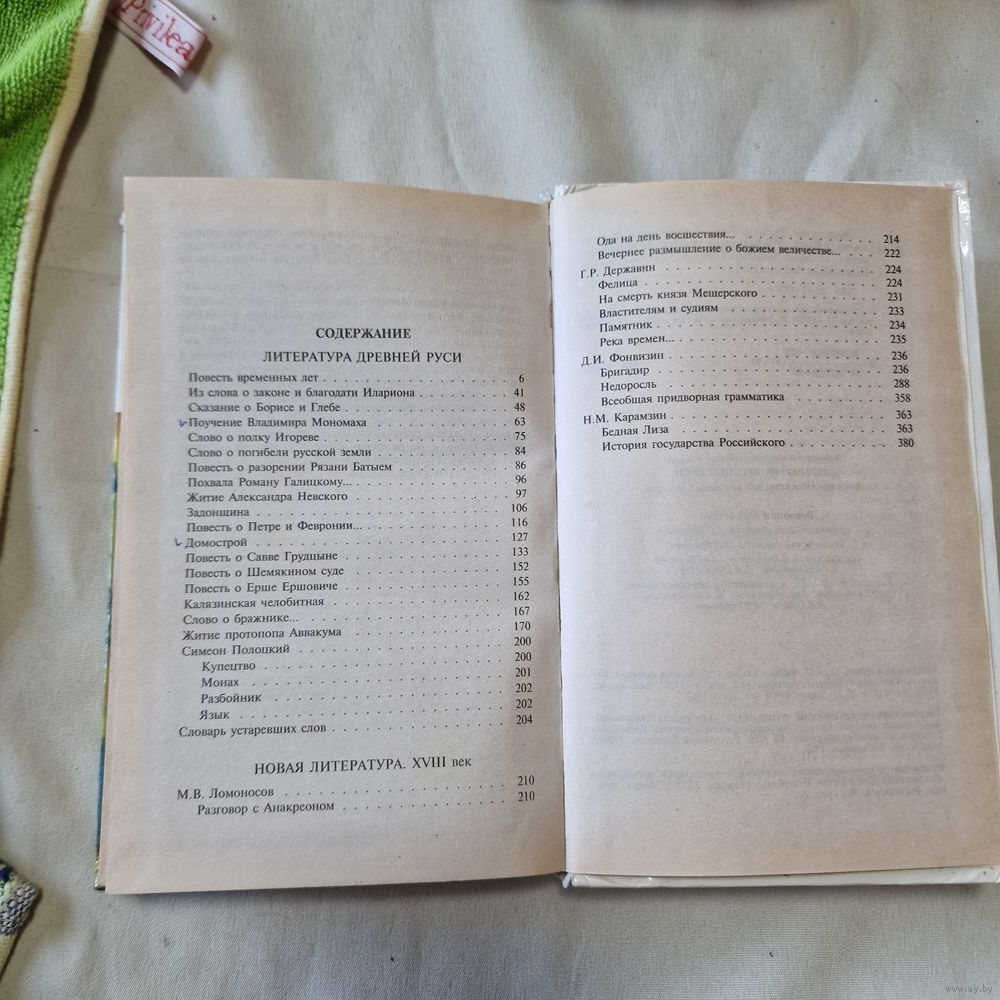 Privilea
СОДЕРЖАНИЕ
ЛИТЕРАТУРА ДРЕВНЕЙ РУСИ
Повесть временных лет . . . . . . . . . . . . . . . . 6
Из слова о законе и благодати Илариона . . . . . . . . 41
Сказание о Борисе и Глебе . . . . . . . . . . . . . . 48
Поучение Владимира Мономаха . . . . . . . . . . . . 63
Слово о полку Игореве . . . . . . . . . . . . . . . . 75
Слово о погибели русской земли . . . . . . . . . . . 84
Повесть о разорении Рязани Батыем . . . . . . . . . . 86
Похвала Роману Галицкому... . . . . . . . . . . . . . 96
Житие Александра Невского . . . . . . . . . . . . . . 97
Задонщина . . . . . . . . . . . . . . . . . . . . . . 106
Повесть о Петре и Февронии... . . . . . . . . . . . . 116
Домострой . . . . . . . . . . . . . . . . . . . . . . 127
Повесть о Савве Грудцыне . . . . . . . . . . . . . . 133
Повесть о Шемякином суде . . . . . . . . . . . . . . 152
Повесть о Ерше Ершовиче . . . . . . . . . . . . . . . 155
Калязинская челобитная . . . . . . . . . . . . . . . 162
Слово о бражнике... . . . . . . . . . . . . . . . . . 167
Житие протопопа Аввакума . . . . . . . . . . . . . . 170
Симеон Полоцкий . . . . . . . . . . . . . . . . . . . 200
Купецтво . . . . . . . . . . . . . . . . . . . . . . 200
Монах . . . . . . . . . . . . . . . . . . . . . . . . 201
Разбойник . . . . . . . . . . . . . . . . . . . . . . 202
Язык . . . . . . . . . . . . . . . . . . . . . . . . 202
Словарь устаревших слов . . . . . . . . . . . . . . . 204
НОВАЯ ЛИТЕРАТУРА. XVIII век
М.В. Ломоносов . . . . . . . . . . . . . . . . . . . 210
Разговор с Анакреоном . . . . . . . . . . . . . . . . 210
Ода на день восшествия... . . . . . . . . . . . . . . 214
Вечернее размышление о божием величестве... . . . 222
Г.Р. Державин . . . . . . . . . . . . . . . . . . . . 224
Фелица . . . . . . . . . . . . . . . . . . . . . . . 224
На смерть князя Мещерского . . . . . . . . . . . . . 231
Властителям и судиям . . . . . . . . . . . . . . . . 233
Памятник . . . . . . . . . . . . . . . . . . . . . . 234
Река времен... . . . . . . . . . . . . . . . . . . . 235
Д.И. Фонвизин . . . . . . . . . . . . . . . . . . . . 236
Бригадир . . . . . . . . . . . . . . . . . . . . . . 236
Недоросль . . . . . . . . . . . . . . . . . . . . . . 288
Всеобщая придворная грамматика . . . . . . . . . . . 358
Н.М. Карамзин . . . . . . . . . . . . . . . . . . . . 363
Бедная Лиза . . . . . . . . . . . . . . . . . . . . . 363
История государства Российского . . . . . . . . . . . 380
www.ay.by